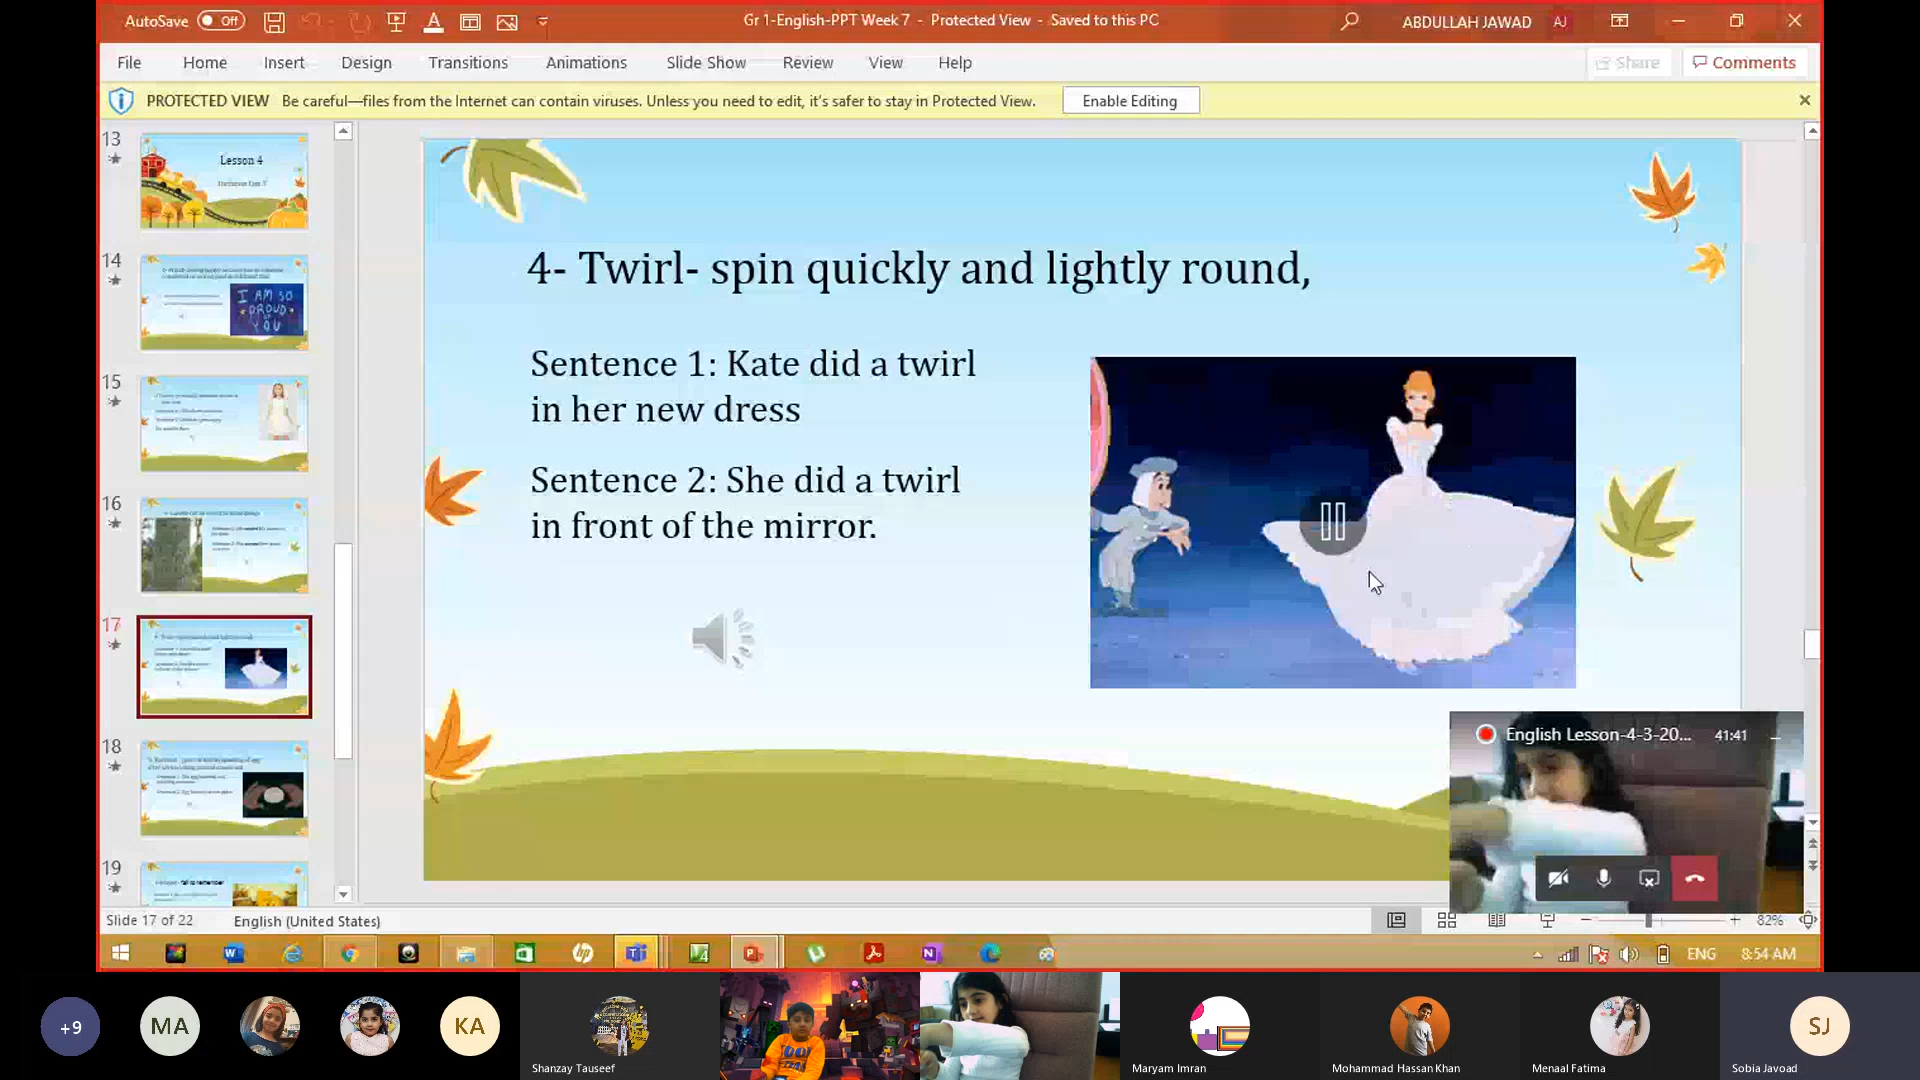 AutoSave Off
Gr 1-English-PPT Week 7 - Protected View - Saved to this PC
ABDULLAH JAWAD AJ
File Home Insert Design Transitions Animations Slide Show Review View Help
Share Comments
PROTECTED VIEW Be careful—files from the Internet can contain viruses. Unless you need to edit, it's safer to stay in Protected View. Enable Editing
13
Lesson 4
14
I AM SO
PROUD
OF
YOU
15
16
17
18
19
4- Twirl- spin quickly and lightly round,
Sentence 1: Kate did a twirl
in her new dress
Sentence 2: She did a twirl
in front of the mirror.
English Lesson-4-3-20... 41:41
Slide 17 of 22 English (United States)
82%
ENG 8:54 AM
+9 MA KA SJ
Shanzay Tauseef
Maryam Imran
Mohammad Hassan Khan
Menaal Fatima
Sobia Javoad